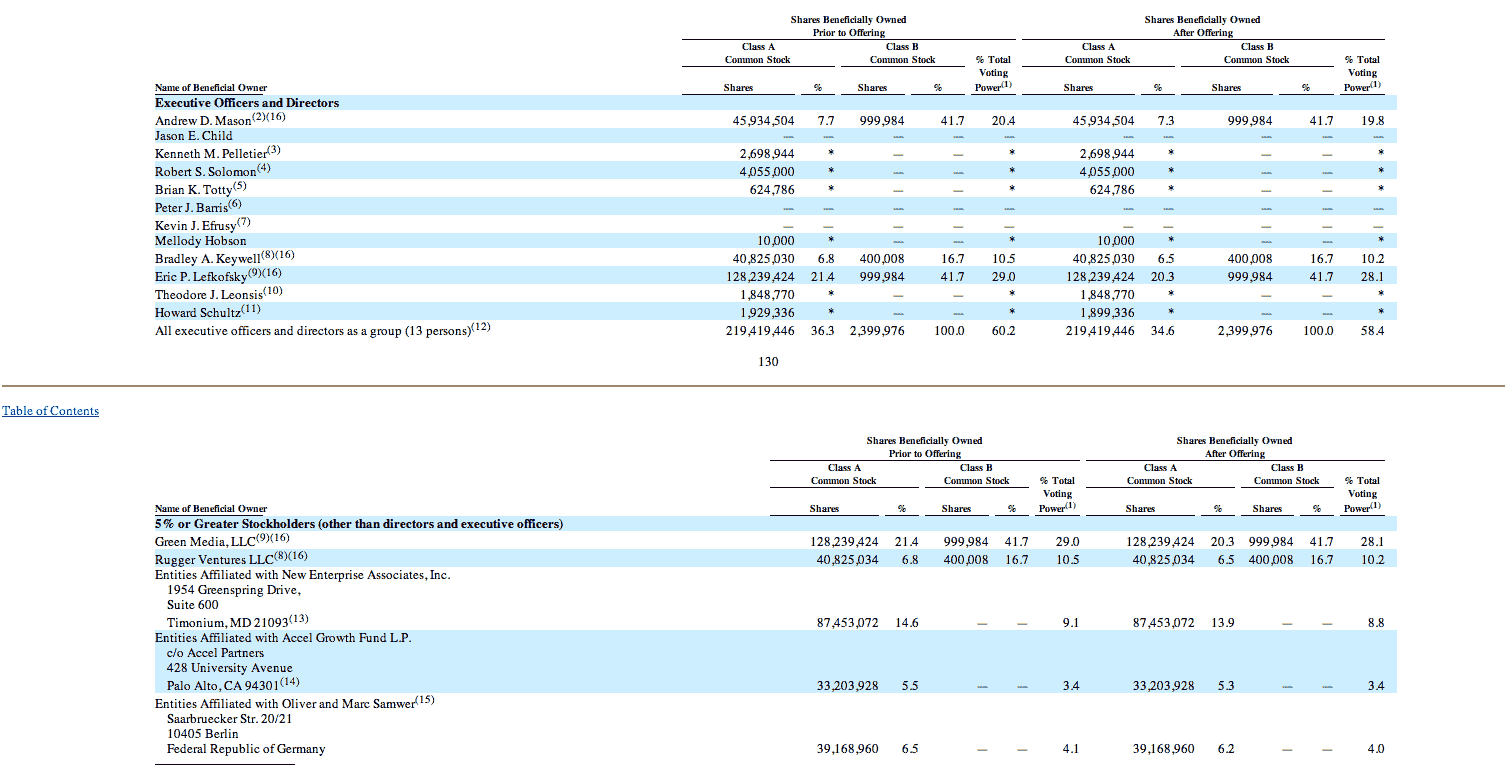 Shares Beneficially Owned Shares Beneficially Owned
Prior to Offering After Offering
Class A Class B Class A Class B
Common Stock Common Stock % Total Common Stock Common Stock % Total
Voting Voting
Name of Beneficial Owner Shares % Shares % Power(1) Shares % Shares % Power(1)
Executive Officers and Directors
Andrew D. Mason(2)(16) 45,934,504 7.7 999,984 41.7 20.4 45,934,504 7.3 999,984 41.7 19.8
Jason E. Child — — — — — — — — — —
Kenneth M. Pelletier(3) 2,698,944 * — — * 2,698,944 * — — *
Robert S. Solomon(4) 4,055,000 * — — * 4,055,000 * — — *
Brian K. Totty(5) 624,786 * — — * 624,786 * — — *
Peter J. Barris(6) — — — — — — — — — —
Kevin J. Efrusy(7) — — — — — — — — — —
Mellody Hobson 10,000 * — — * 10,000 * — — *
Bradley A. Keywell(8)(16) 40,825,030 6.8 400,008 16.7 10.5 40,825,030 6.5 400,008 16.7 10.2
Eric P. Lefkofsky(9)(16) 128,239,424 21.4 999,984 41.7 29.0 128,239,424 20.3 999,984 41.7 28.1
Theodore J. Leonsis(10) 1,848,770 * — — * 1,848,770 * — — *
Howard Schultz(11) 1,929,336 * — — * 1,899,336 * — — *
All executive officers and directors as a group (13 persons)(12) 219,419,446 36.3 2,399,976 100.0 60.2 219,419,446 34.6 2,399,976 100.0 58.4
130
Table of Contents
Shares Beneficially Owned Shares Beneficially Owned
Prior to Offering After Offering
Class A Class B Class A Class B
Common Stock Common Stock % Total Common Stock Common Stock % Total
Voting Voting
Name of Beneficial Owner Shares % Shares % Power(1) Shares % Shares % Power(1)
5% or Greater Stockholders (other than directors and executive officers)
Green Media, LLC(9)(16) 128,239,424 21.4 999,984 41.7 29.0 128,239,424 20.3 999,984 41.7 28.1
Rugger Ventures LLC(8)(16) 40,825,034 6.8 400,008 16.7 10.5 40,825,034 6.5 400,008 16.7 10.2
Entities Affiliated with New Enterprise Associates, Inc.
1954 Greenspring Drive,
Suite 600
Timonium, MD 21093(13) 87,453,072 14.6 — — 9.1 87,453,072 13.9 — — 8.8
Entities Affiliated with Accel Growth Fund L.P.
c/o Accel Partners
428 University Avenue
Palo Alto, CA 94301(14) 33,203,928 5.5 — — 3.4 33,203,928 5.3 — — 3.4
Entities Affiliated with Oliver and Marc Samwer(15)
Saarbruecker Str. 20/21
10405 Berlin
Federal Republic of Germany 39,168,960 6.5 — — 4.1 39,168,960 6.2 — — 4.0